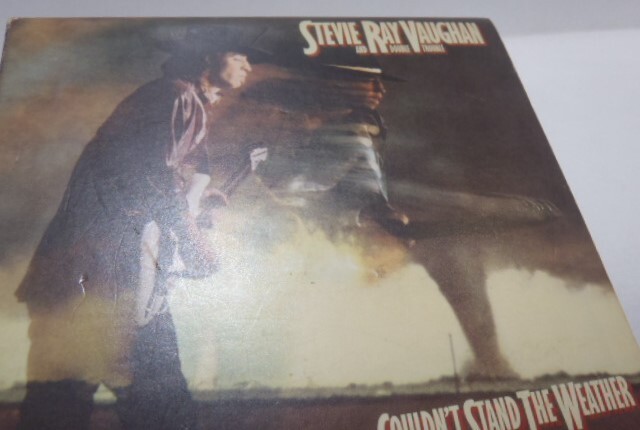 STEVIE RAY VAUGHAN
AND DOUBLE TROUBLE
COULDN'T STAND THE WEATHER